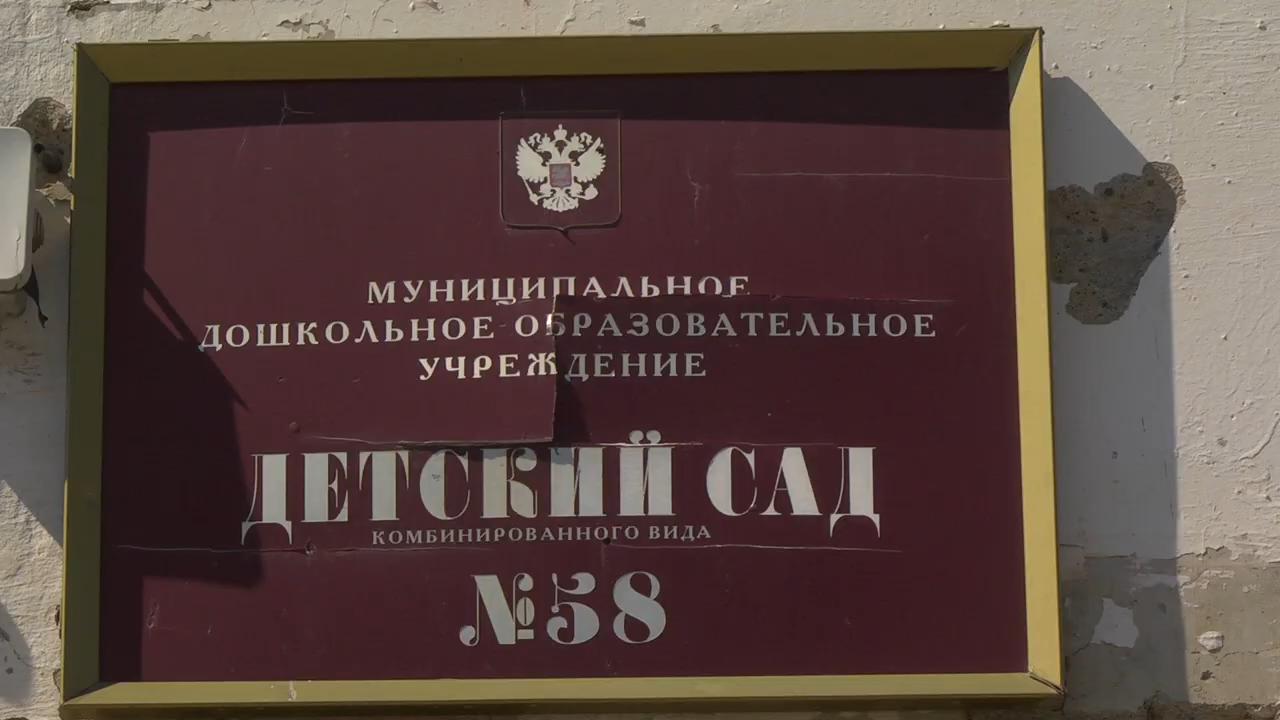 МУНИЦИПАЛЬНОЕ
ДОШКОЛЬНОЕ ОБРАЗОВАТЕЛЬНОЕ
УЧРЕЖДЕНИЕ
ДЕТСКИЙ САД
КОМБИНИРОВАННОГО ВИДА
№58